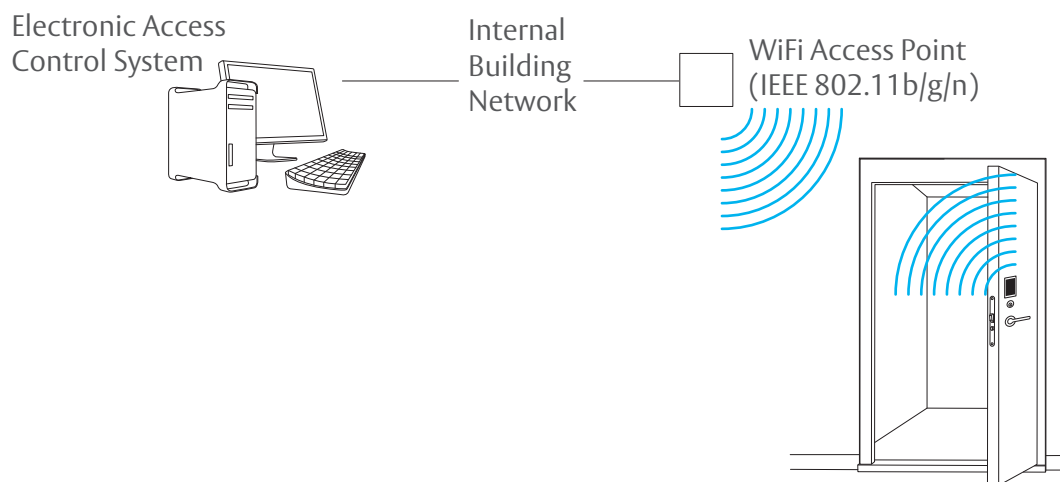 Electronic Access
Control System
Internal
Building
Network
WiFi Access Point
(IEEE 802.11b/g/n)